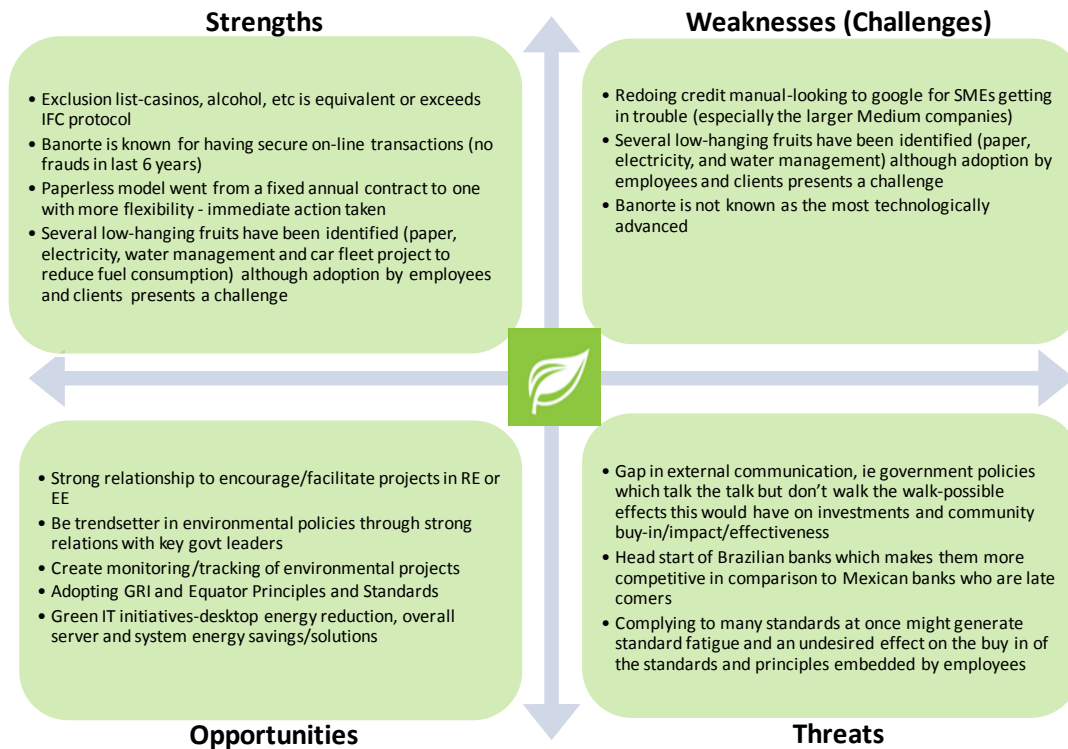 Strengths
• Exclusion list-casinos, alcohol, etc is equivalent or exceeds
IFC protocol
• Banorte is known for having secure on-line transactions (no
frauds in last 6 years)
• Paperless model went from a fixed annual contract to one
with more flexibility - immediate action taken
• Several low-hanging fruits have been identified (paper,
electricity, water management and car fleet project to
reduce fuel consumption) although adoption by employees
and clients presents a challenge
Weaknesses (Challenges)
• Redoing credit manual-looking to google for SMEs getting
in trouble (especially the larger Medium companies)
• Several low-hanging fruits have been identified (paper,
electricity, and water management) although adoption by
employees and clients presents a challenge
• Banorte is not known as the most technologically
advanced
• Strong relationship to encourage/facilitate projects in RE or
EE
• Be trendsetter in environmental policies through strong
relations with key govt leaders
• Create monitoring/tracking of environmental projects
• Adopting GRI and Equator Principles and Standards
• Green IT initiatives-desktop energy reduction, overall
server and system energy savings/solutions
Opportunities
• Gap in external communication, ie government policies
which talk the talk but don't walk the walk-possible
effects this would have on investments and community
buy-in/impact/effectiveness
• Head start of Brazilian banks which makes them more
competitive in comparison to Mexican banks who are late
comers
• Complying to many standards at once might generate
standard fatigue and an undesired effect on the buy in of
the standards and principles embedded by employees
Threats